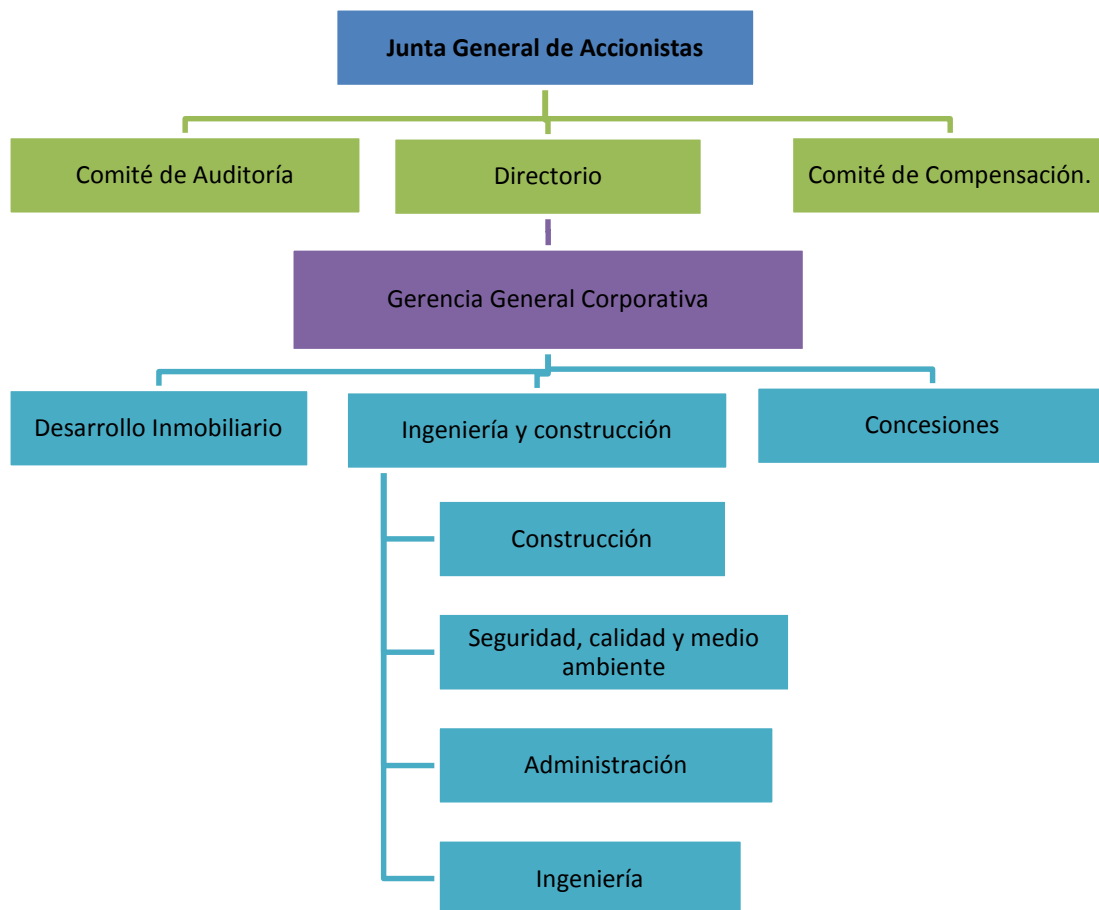 Junta General de Accionistas
Comité de Auditoría
Directorio
Comité de Compensación.
Gerencia General Corporativa
Desarrollo Inmobiliario
Ingeniería y construcción
Concesiones
Construcción
Seguridad, calidad y medio
ambiente
Administración
Ingeniería